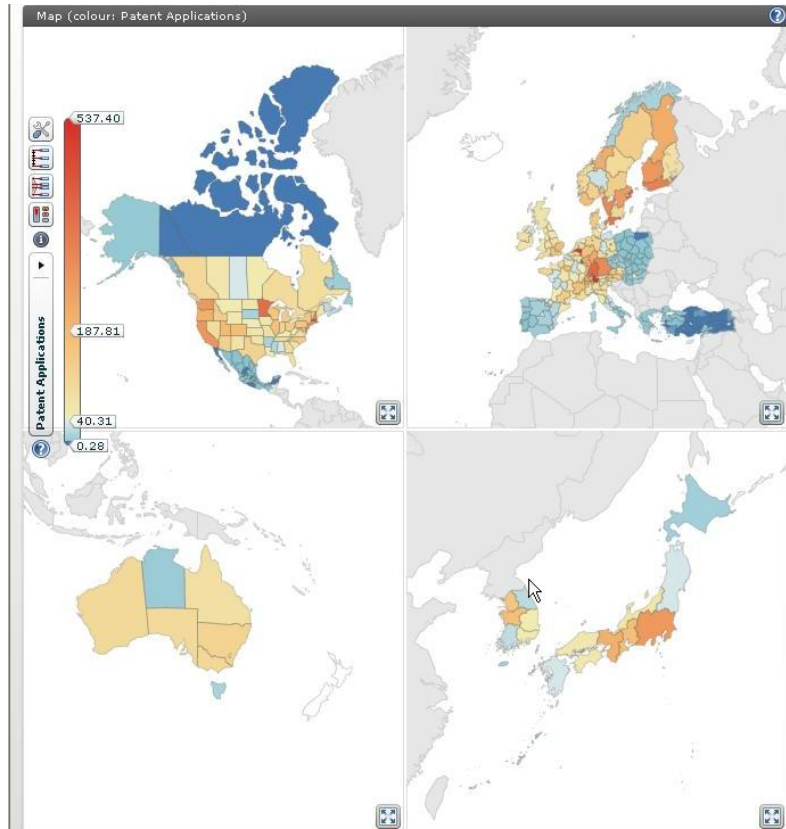 Map (colour: Patent Applications)
?
537.40
187.81
40.31
0.28
i
Patent Applications
?